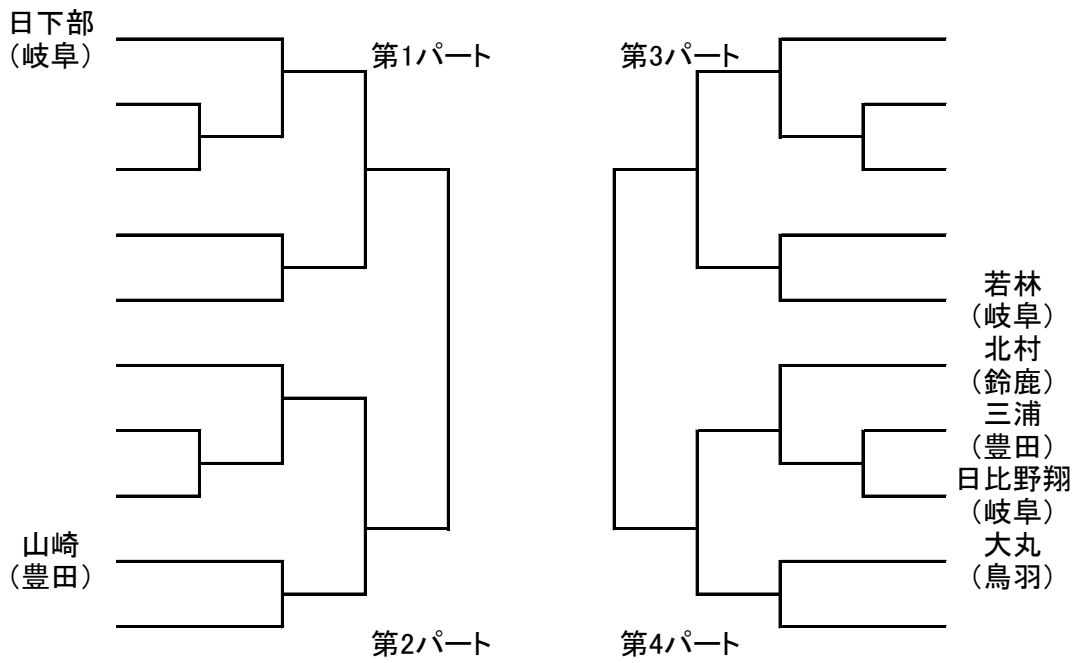 日下部
（岐阜）
第1パート
第3パート
若林
（岐阜）
北村
（鈴鹿）
三浦
（豊田）
日比野翔
（岐阜）
山崎
（豊田）
大丸
（鳥羽）
第2パート
第4パート